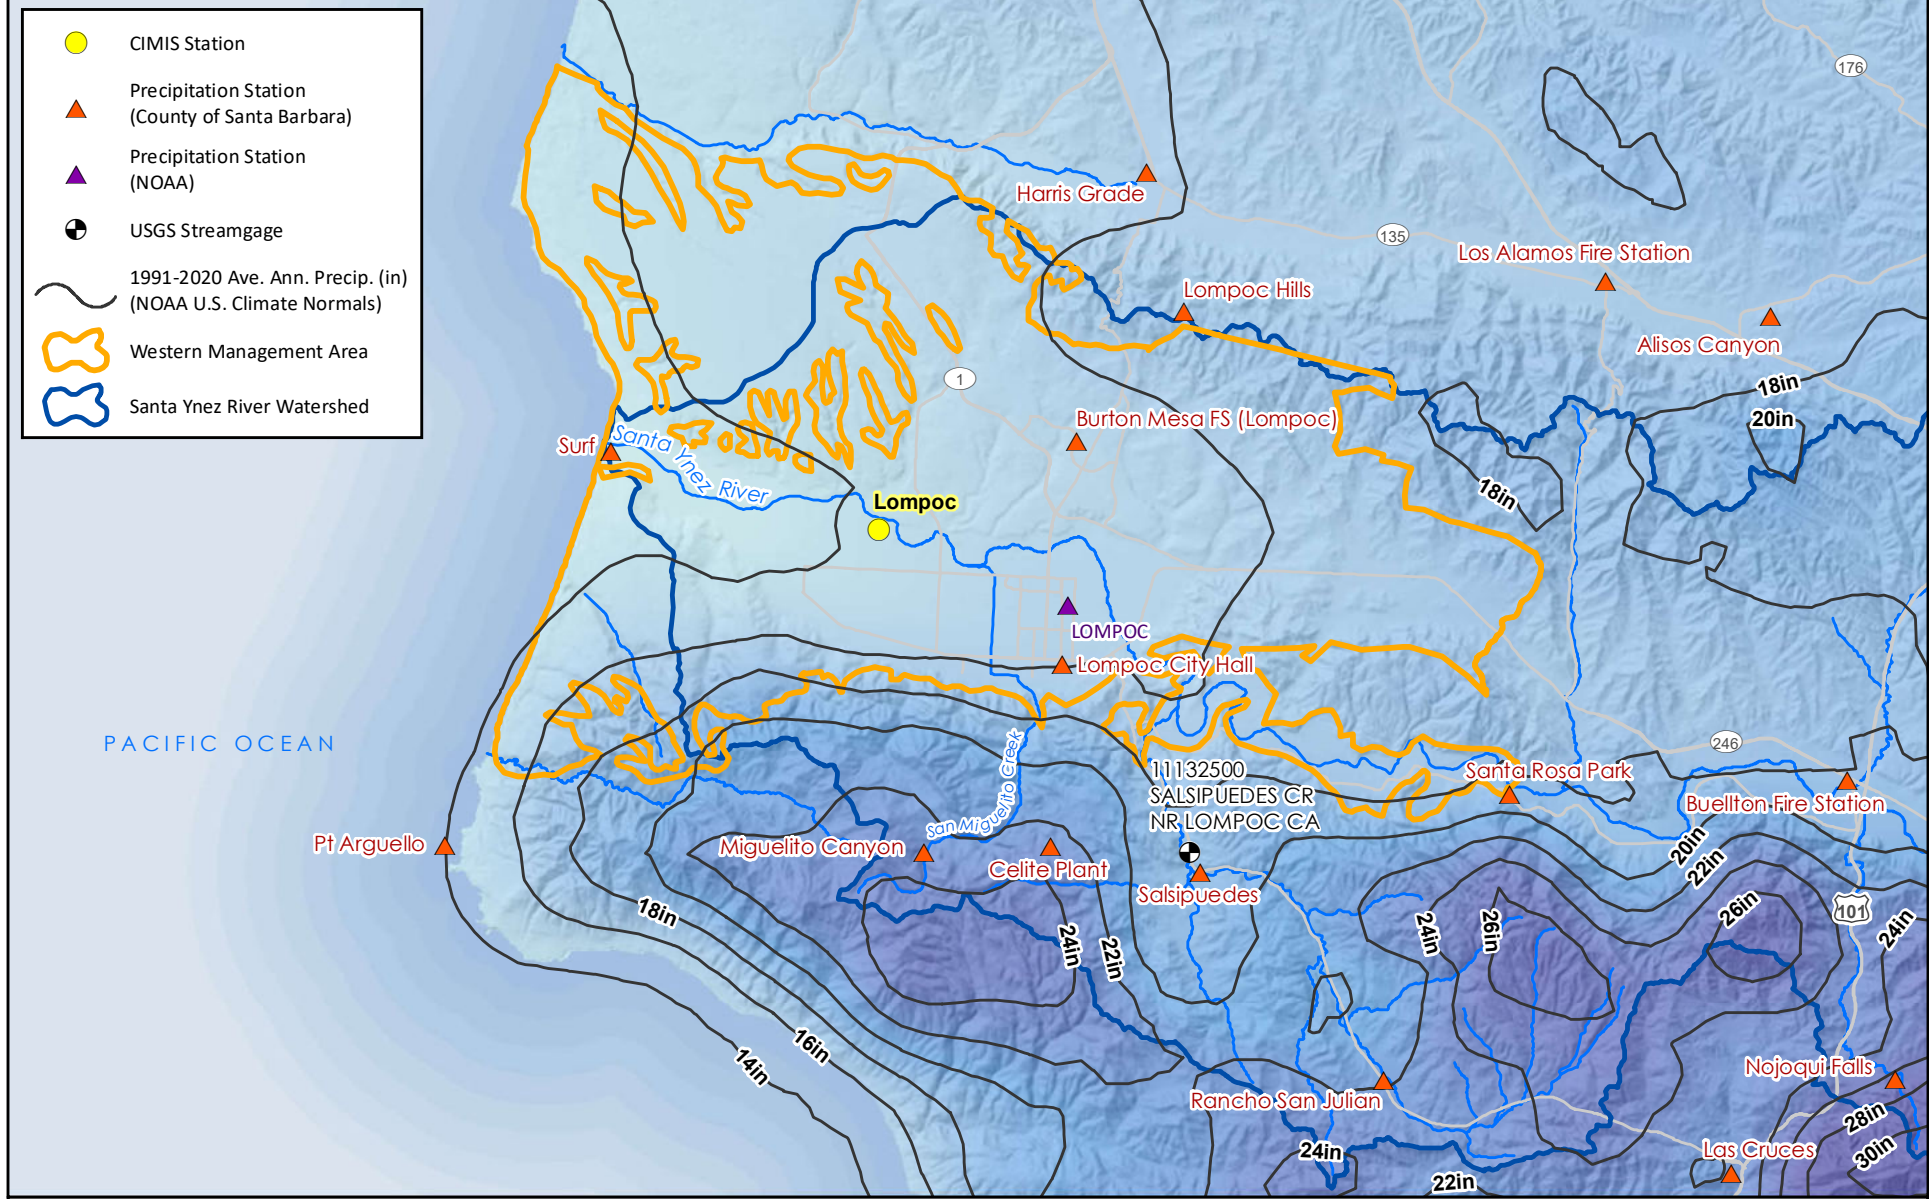 CIMIS Station
Precipitation Station
(County of Santa Barbara)
Precipitation Station
(NOAA)
USGS Streamgage
1991-2020 Ave. Ann. Precip. (in)
(NOAA U.S. Climate Normals)
Western Management Area
Santa Ynez River Watershed
176
Harris Grade
135
Los Alamos Fire Station
Lompoc Hills
Alisos Canyon
1
18in
20in
Burton Mesa FS (Lompoc)
Surf
Santa Ynez River
18in
Lompoc
LOMPOC
Lompoc City Hall
PACIFIC OCEAN
246
11132500
SALSIPUEDES CR
NR LOMPOC CA
Santa Rosa Park
Buellton Fire Station
San Miguelito Creek
Pt Arguello
Miguelito Canyon
Celite Plant
Salsipuedes
20in
22in
18in
24in
22in
24in
26in
26in
101
24in
16in
14in
Nojoqui Falls
Rancho San Julian
28in
24in
Las Cruces
30in
22in